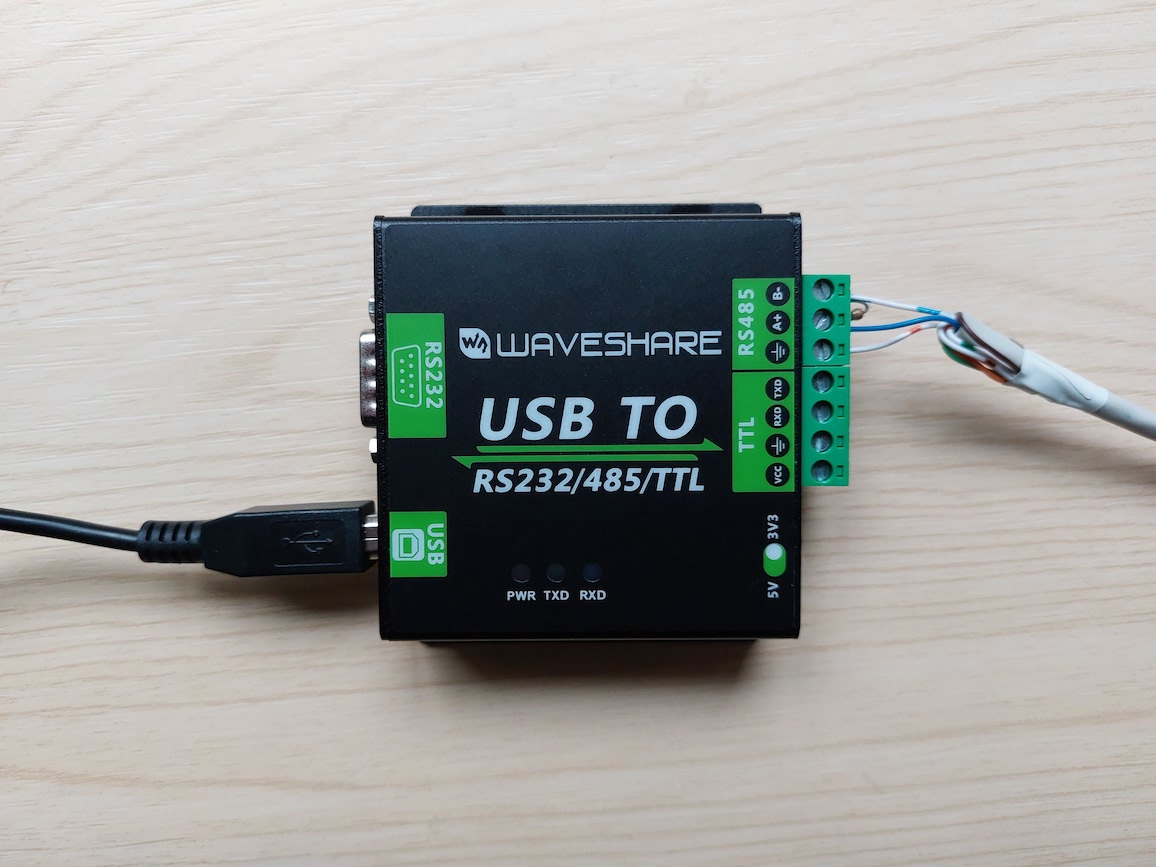 WAVESHARE
USB TO
RS232/485/TTL
RS232
USB
PWR TXD RXD
RS485
B-
A+
TTL
TXD
RXD
VCC
3V3
5V